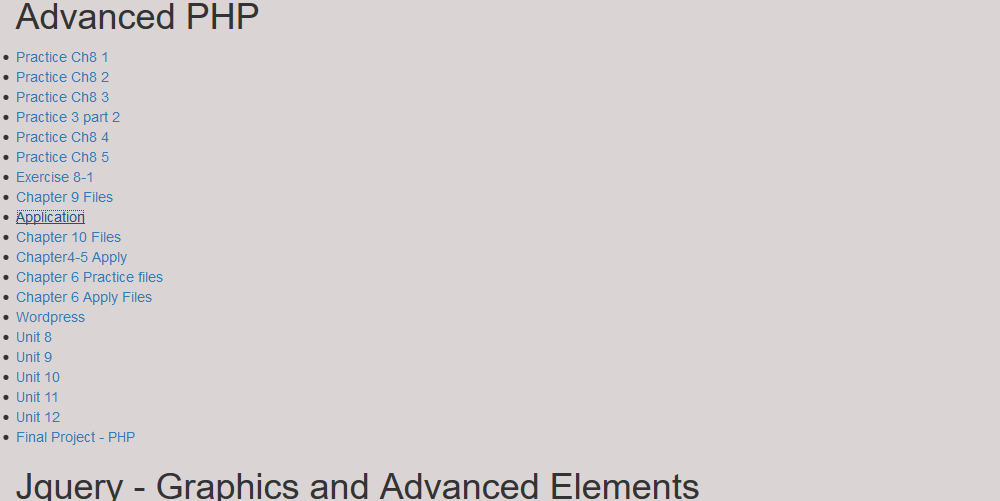 Advanced PHP
Practice Ch8 1
Practice Ch8 2
Practice Ch8 3
Practice 3 part 2
Practice Ch8 4
Practice Ch8 5
Exercise 8-1
Chapter 9 Files
Application
Chapter 10 Files
Chapter4-5 Apply
Chapter 6 Practice files
Chapter 6 Apply Files
Wordpress
Unit 8
Unit 9
Unit 10
Unit 11
Unit 12
Final Project - PHP
Jquery - Graphics and Advanced Elements